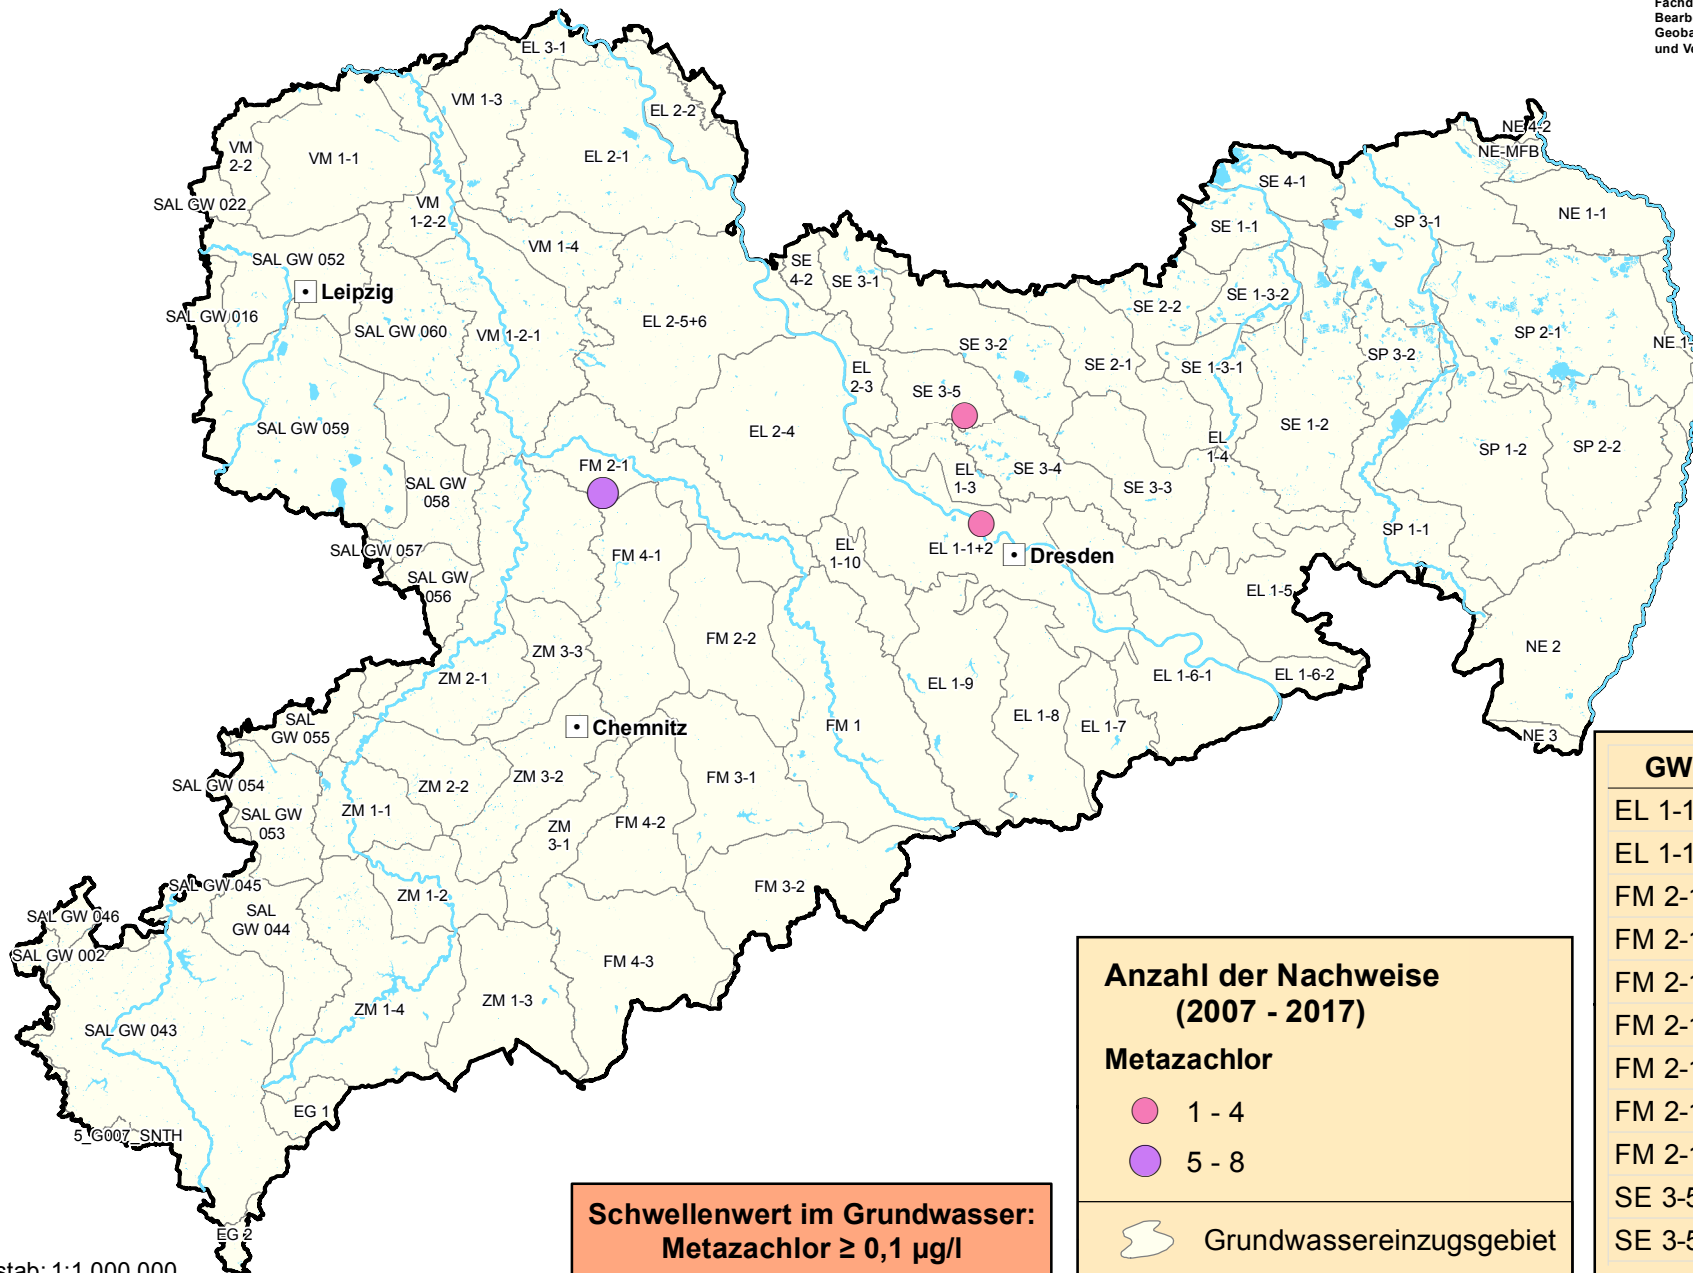 Bearb
und V
EL 3-1
VM 1-3
EL 2-2
VM
2-2
VM 1-1
EL 2-1
NE 4-2
NE-MFB
SE 4-1
SAL GW 022
VM
1-2-2
SP 3-1
NE 1-1
SE 1-1
VM 1-4
SAL GW 052
SE
4-2
SE 3-1
Leipzig
SE 2-2
SE 1-3-2
SAL GW 016
SAL GW 060
VM 1-2-1
EL 2-5+6
SE 3-2
SP 2-1
NE 1-
SP 3-2
EL
2-3
SE 2-1
SE 1-3-1
SE 3-5
SAL GW 059
EL 2-4
SE 1-2
EL
1-4
SP 1-2
SP 2-2
FM 2-1
EL
1-3
SE 3-4
SE 3-3
SAL GW
058
SP 1-1
SAL GW 057
FM 4-1
EL
1-10
EL 1-1+2
Dresden
SAL GW
056
EL 1-5
FM 2-2
NE 2
ZM 3-3
ZM 2-1
EL 1-9
EL 1-6-1
EL 1-6-2
SAL
GW 055
Chemnitz
FM 1
EL 1-8
EL 1-7
NE 3
SAL GW 054
ZM 2-2
ZM 3-2
FM 3-1
SAL GW
053
ZM 1-1
ZM
3-1
FM 4-2
SAL GW 045
ZM 1-2
FM 3-2
SAL GW 046
SAL
GW 044
SAL GW 002
FM 4-3
SAL GW 043
ZM 1-4
ZM 1-3
EG 1
5_G007_SNTH
EG 2
stab: 1:1 000 000
Schwellenwert im Grundwasser:
Metazachlor ≥ 0,1 µg/l
Anzahl der Nachweise
(2007 - 2017)
Metazachlor
1 - 4
5 - 8
Grundwassereinzugsgebiet
GW
EL 1-1
EL 1-1
FM 2-1
FM 2-1
FM 2-1
FM 2-1
FM 2-1
FM 2-1
FM 2-1
SE 3-5
SE 3-5